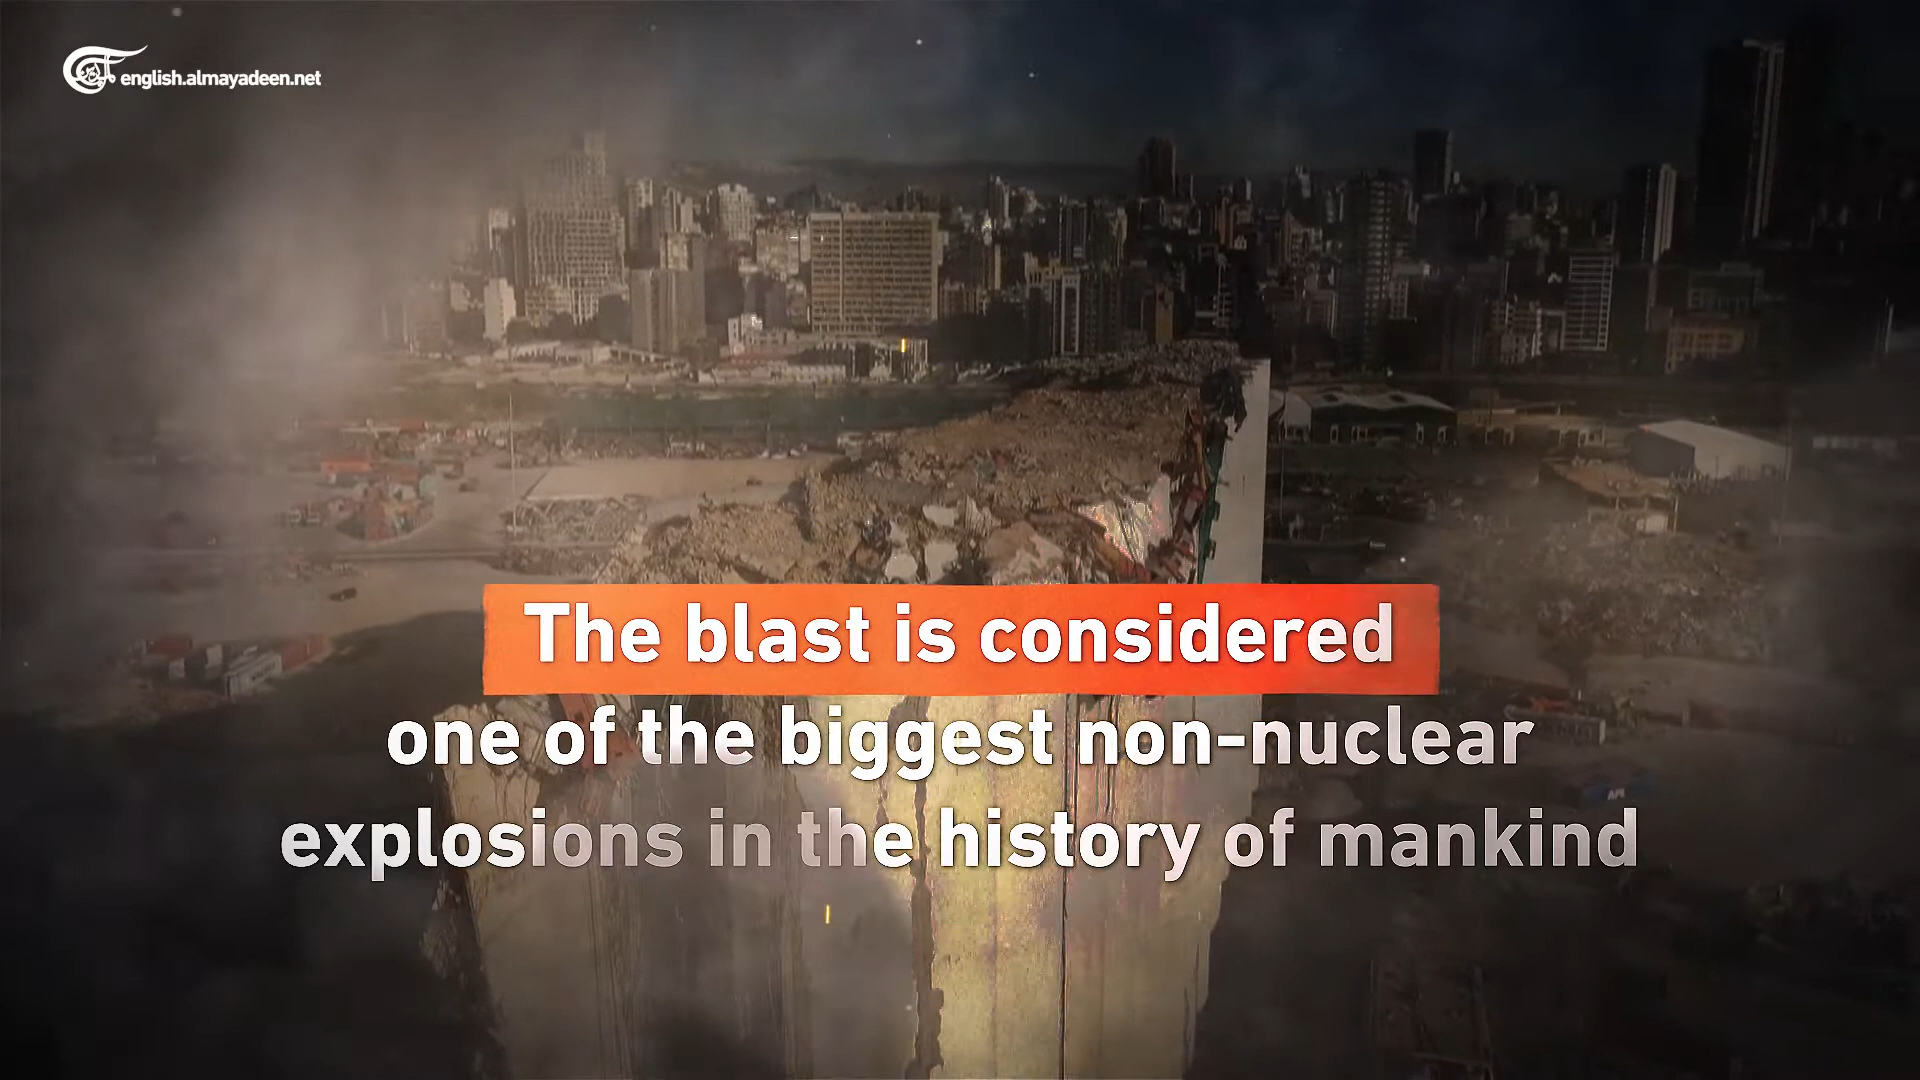 english.almayadeen.net
The blast is considered
one of the biggest non-nuclear
explosions in the history of mankind